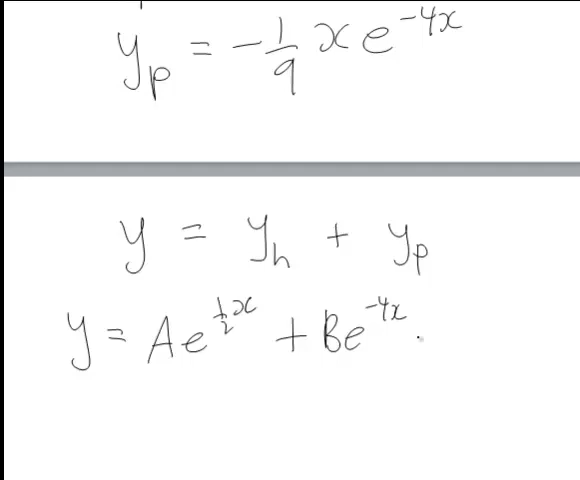 y_p = -1/9 x e^{-4x}
y = y_h + y_p
y = Ae^{1/2 x} + Be^{-4x}